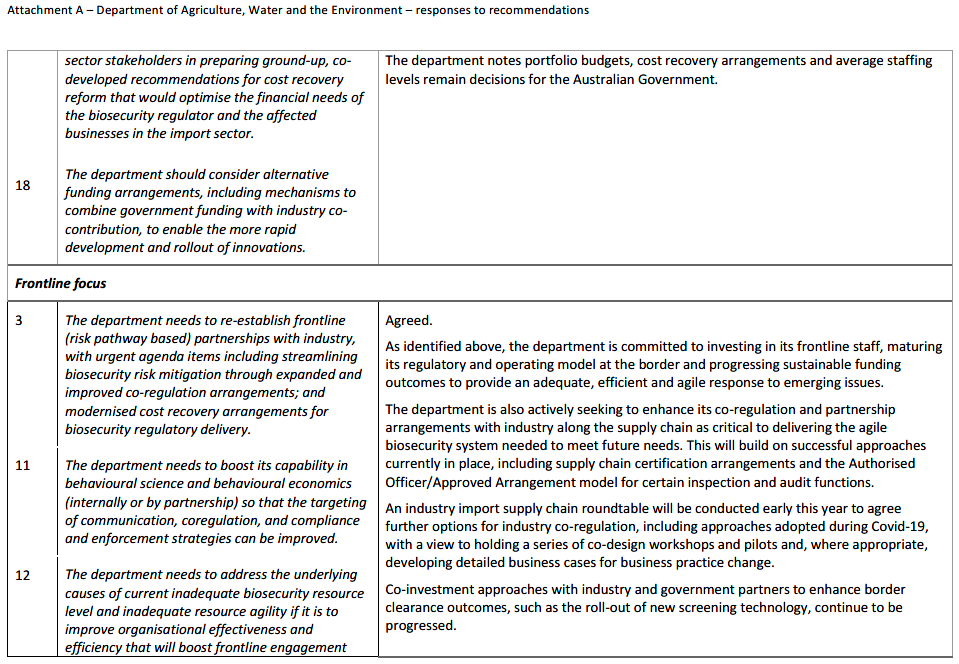 Attachment A – Department of Agriculture, Water and the Environment – responses to recommendations
sector stakeholders in preparing ground-up, co-
developed recommendations for cost recovery
reform that would optimise the financial needs of
the biosecurity regulator and the affected
businesses in the import sector.
The department notes portfolio budgets, cost recovery arrangements and average staffing
levels remain decisions for the Australian Government.
18
The department should consider alternative
funding arrangements, including mechanisms to
combine government funding with industry co-
contribution, to enable the more rapid
development and rollout of innovations.
Frontline focus
3
The department needs to re-establish frontline
(risk pathway based) partnerships with industry,
with urgent agenda items including streamlining
biosecurity risk mitigation through expanded and
improved co-regulation arrangements; and
modernised cost recovery arrangements for
biosecurity regulatory delivery.
11
The department needs to boost its capability in
behavioural science and behavioural economics
(internally or by partnership) so that the targeting
of communication, coregulation, and compliance
and enforcement strategies can be improved.
12
The department needs to address the underlying
causes of current inadequate biosecurity resource
level and inadequate resource agility if it is to
improve organisational effectiveness and
efficiency that will boost frontline engagement
Agreed.
As identified above, the department is committed to investing in its frontline staff, maturing
its regulatory and operating model at the border and progressing sustainable funding
outcomes to provide an adequate, efficient and agile response to emerging issues.
The department is also actively seeking to enhance its co-regulation and partnership
arrangements with industry along the supply chain as critical to delivering the agile
biosecurity system needed to meet future needs. This will build on successful approaches
currently in place, including supply chain certification arrangements and the Authorised
Officer/Approved Arrangement model for certain inspection and audit functions.
An industry import supply chain roundtable will be conducted early this year to agree
further options for industry co-regulation, including approaches adopted during Covid-19,
with a view to holding a series of co-design workshops and pilots and, where appropriate,
developing detailed business cases for business practice change.
Co-investment approaches with industry and government partners to enhance border
clearance outcomes, such as the roll-out of new screening technology, continue to be
progressed.